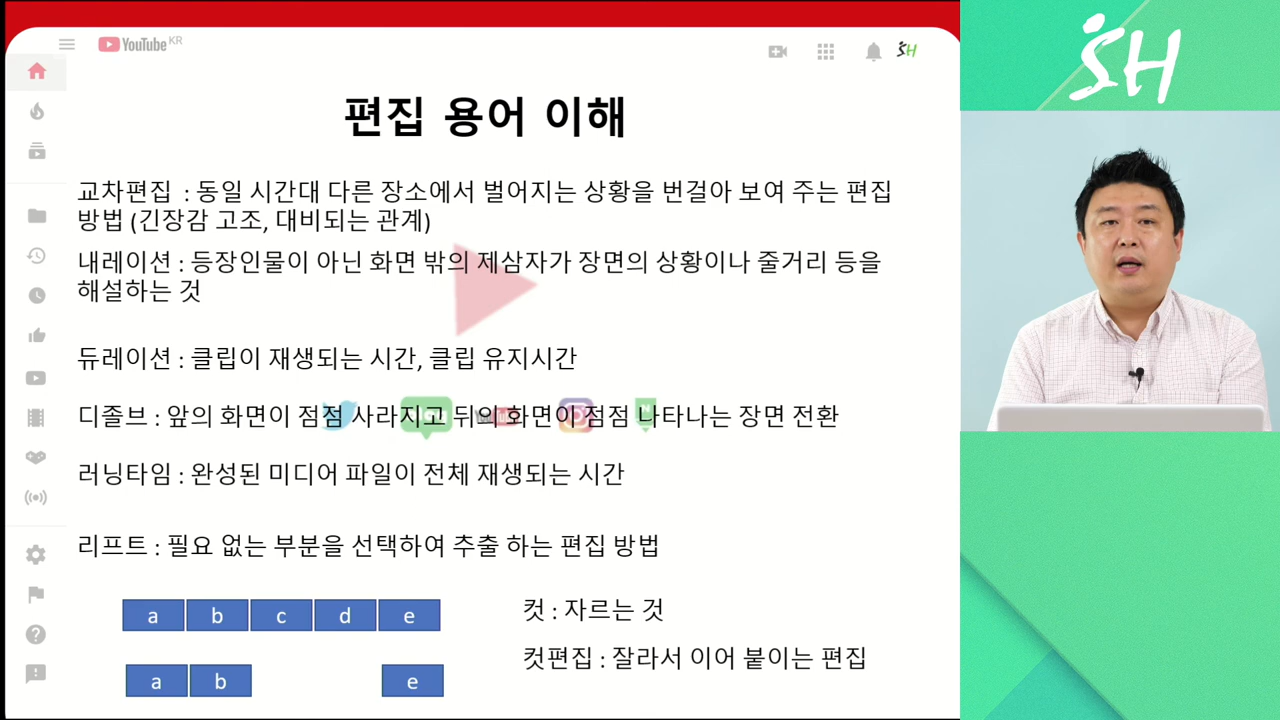 YouTube KR
SH
SH
편집 용어 이해
교차편집 : 동일 시간대 다른 장소에서 벌어지는 상황을 번걸아 보여 주는 편집
방법 (긴장감 고조, 대비되는 관계)
내레이션 : 등장인물이 아닌 화면 밖의 제삼자가 장면의 상황이나 줄거리 등을
해설하는 것
듀레이션 : 클립이 재생되는 시간, 클립 유지시간
디졸브 : 앞의 화면이 점점 사라지고 뒤의 화면이 점점 나타나는 장면 전환
러닝타임 : 완성된 미디어 파일이 전체 재생되는 시간
리프트 : 필요 없는 부분을 선택하여 추출 하는 편집 방법
a b c d e
컷 : 자르는 것
컷편집 : 잘라서 이어 붙이는 편집
a b e